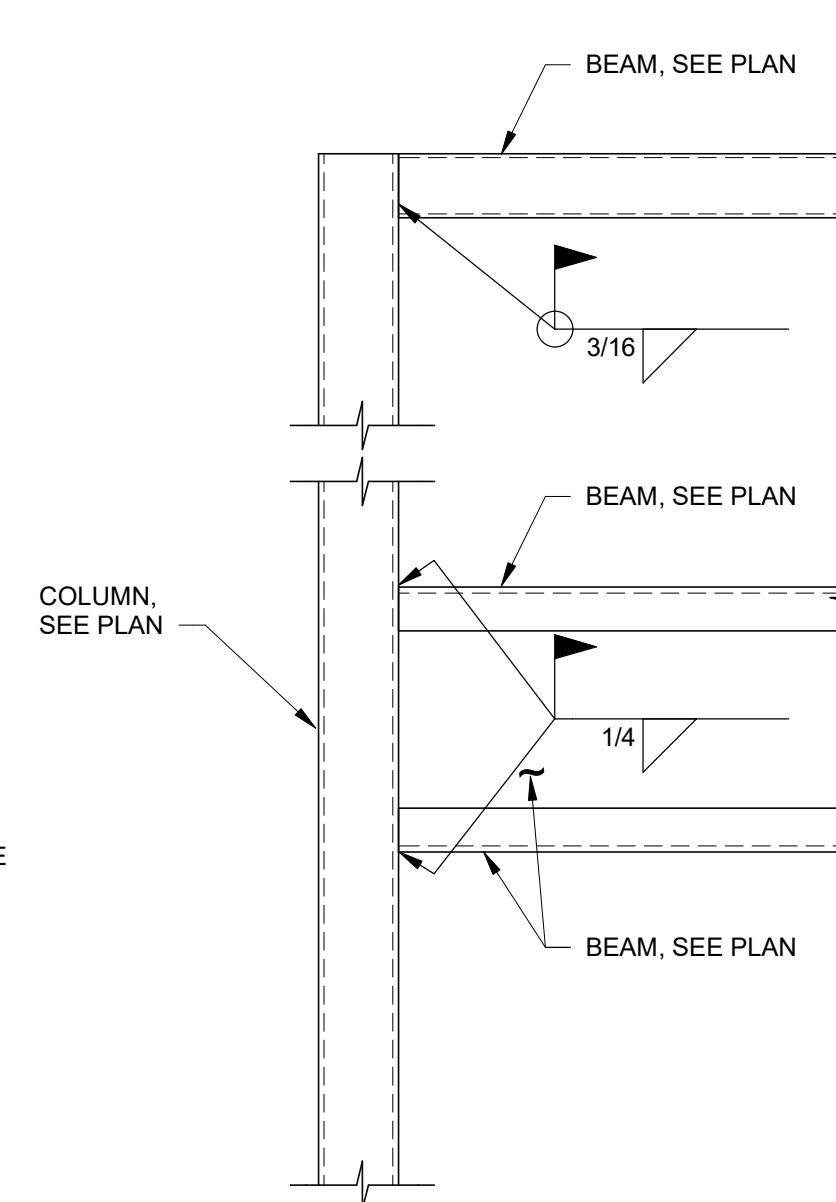 BEAM, SEE PLAN
3/16
BEAM, SEE PLAN
COLUMN,
SEE PLAN
1/4
~
E
BEAM, SEE PLAN